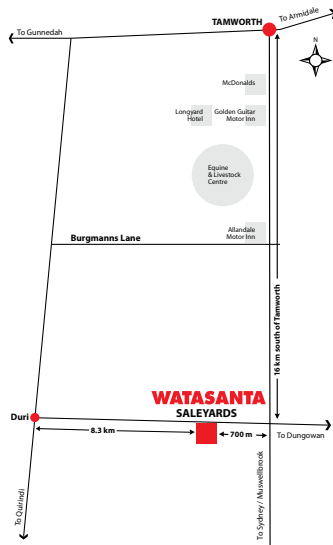 To Armidale
TAMWORTH
To Gunnedah
N
McDonalds
Longyard
Hotel
Golden Guitar
Motor Inn
Equine
& Livestock
Centre
Allandale
Motor Inn
Burgmanns Lane
16 km south of Tamworth
WATASANTA
SALEYARDS
Duri
8.3 km
700 m
To Dungowan
To Quirindi
To Sydney / Muswellbrook